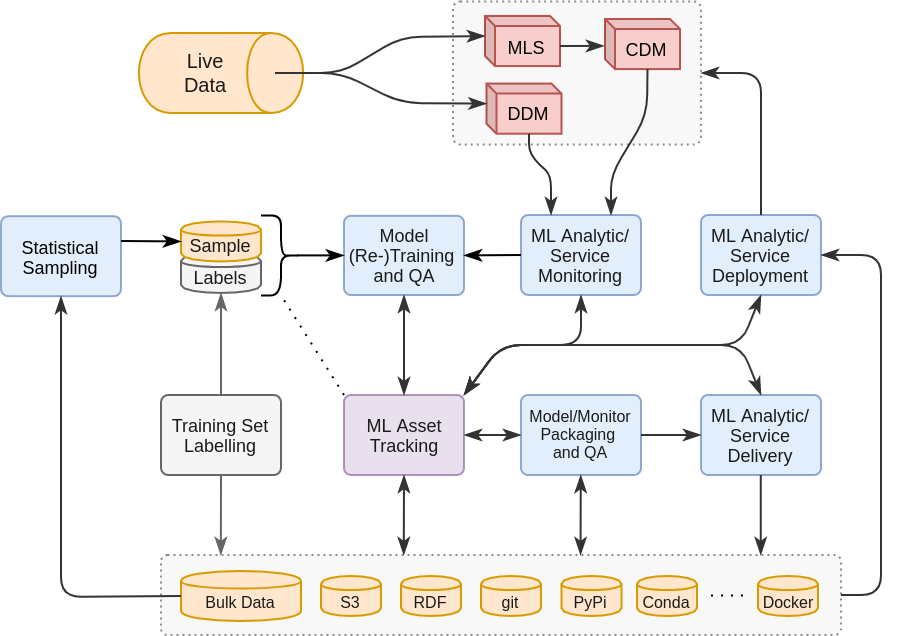 Live
Data
MLS
CDM
DDM
Statistical
Sampling
Sample
Labels
Model
(Re-)Training
and QA
ML Analytic/
Service
Monitoring
ML Analytic/
Service
Deployment
Training Set
Labelling
ML Asset
Tracking
Model/Monitor
Packaging
and QA
ML Analytic/
Service
Delivery
Bulk Data
S3
RDF
git
PyPi
Conda
. . . .
Docker